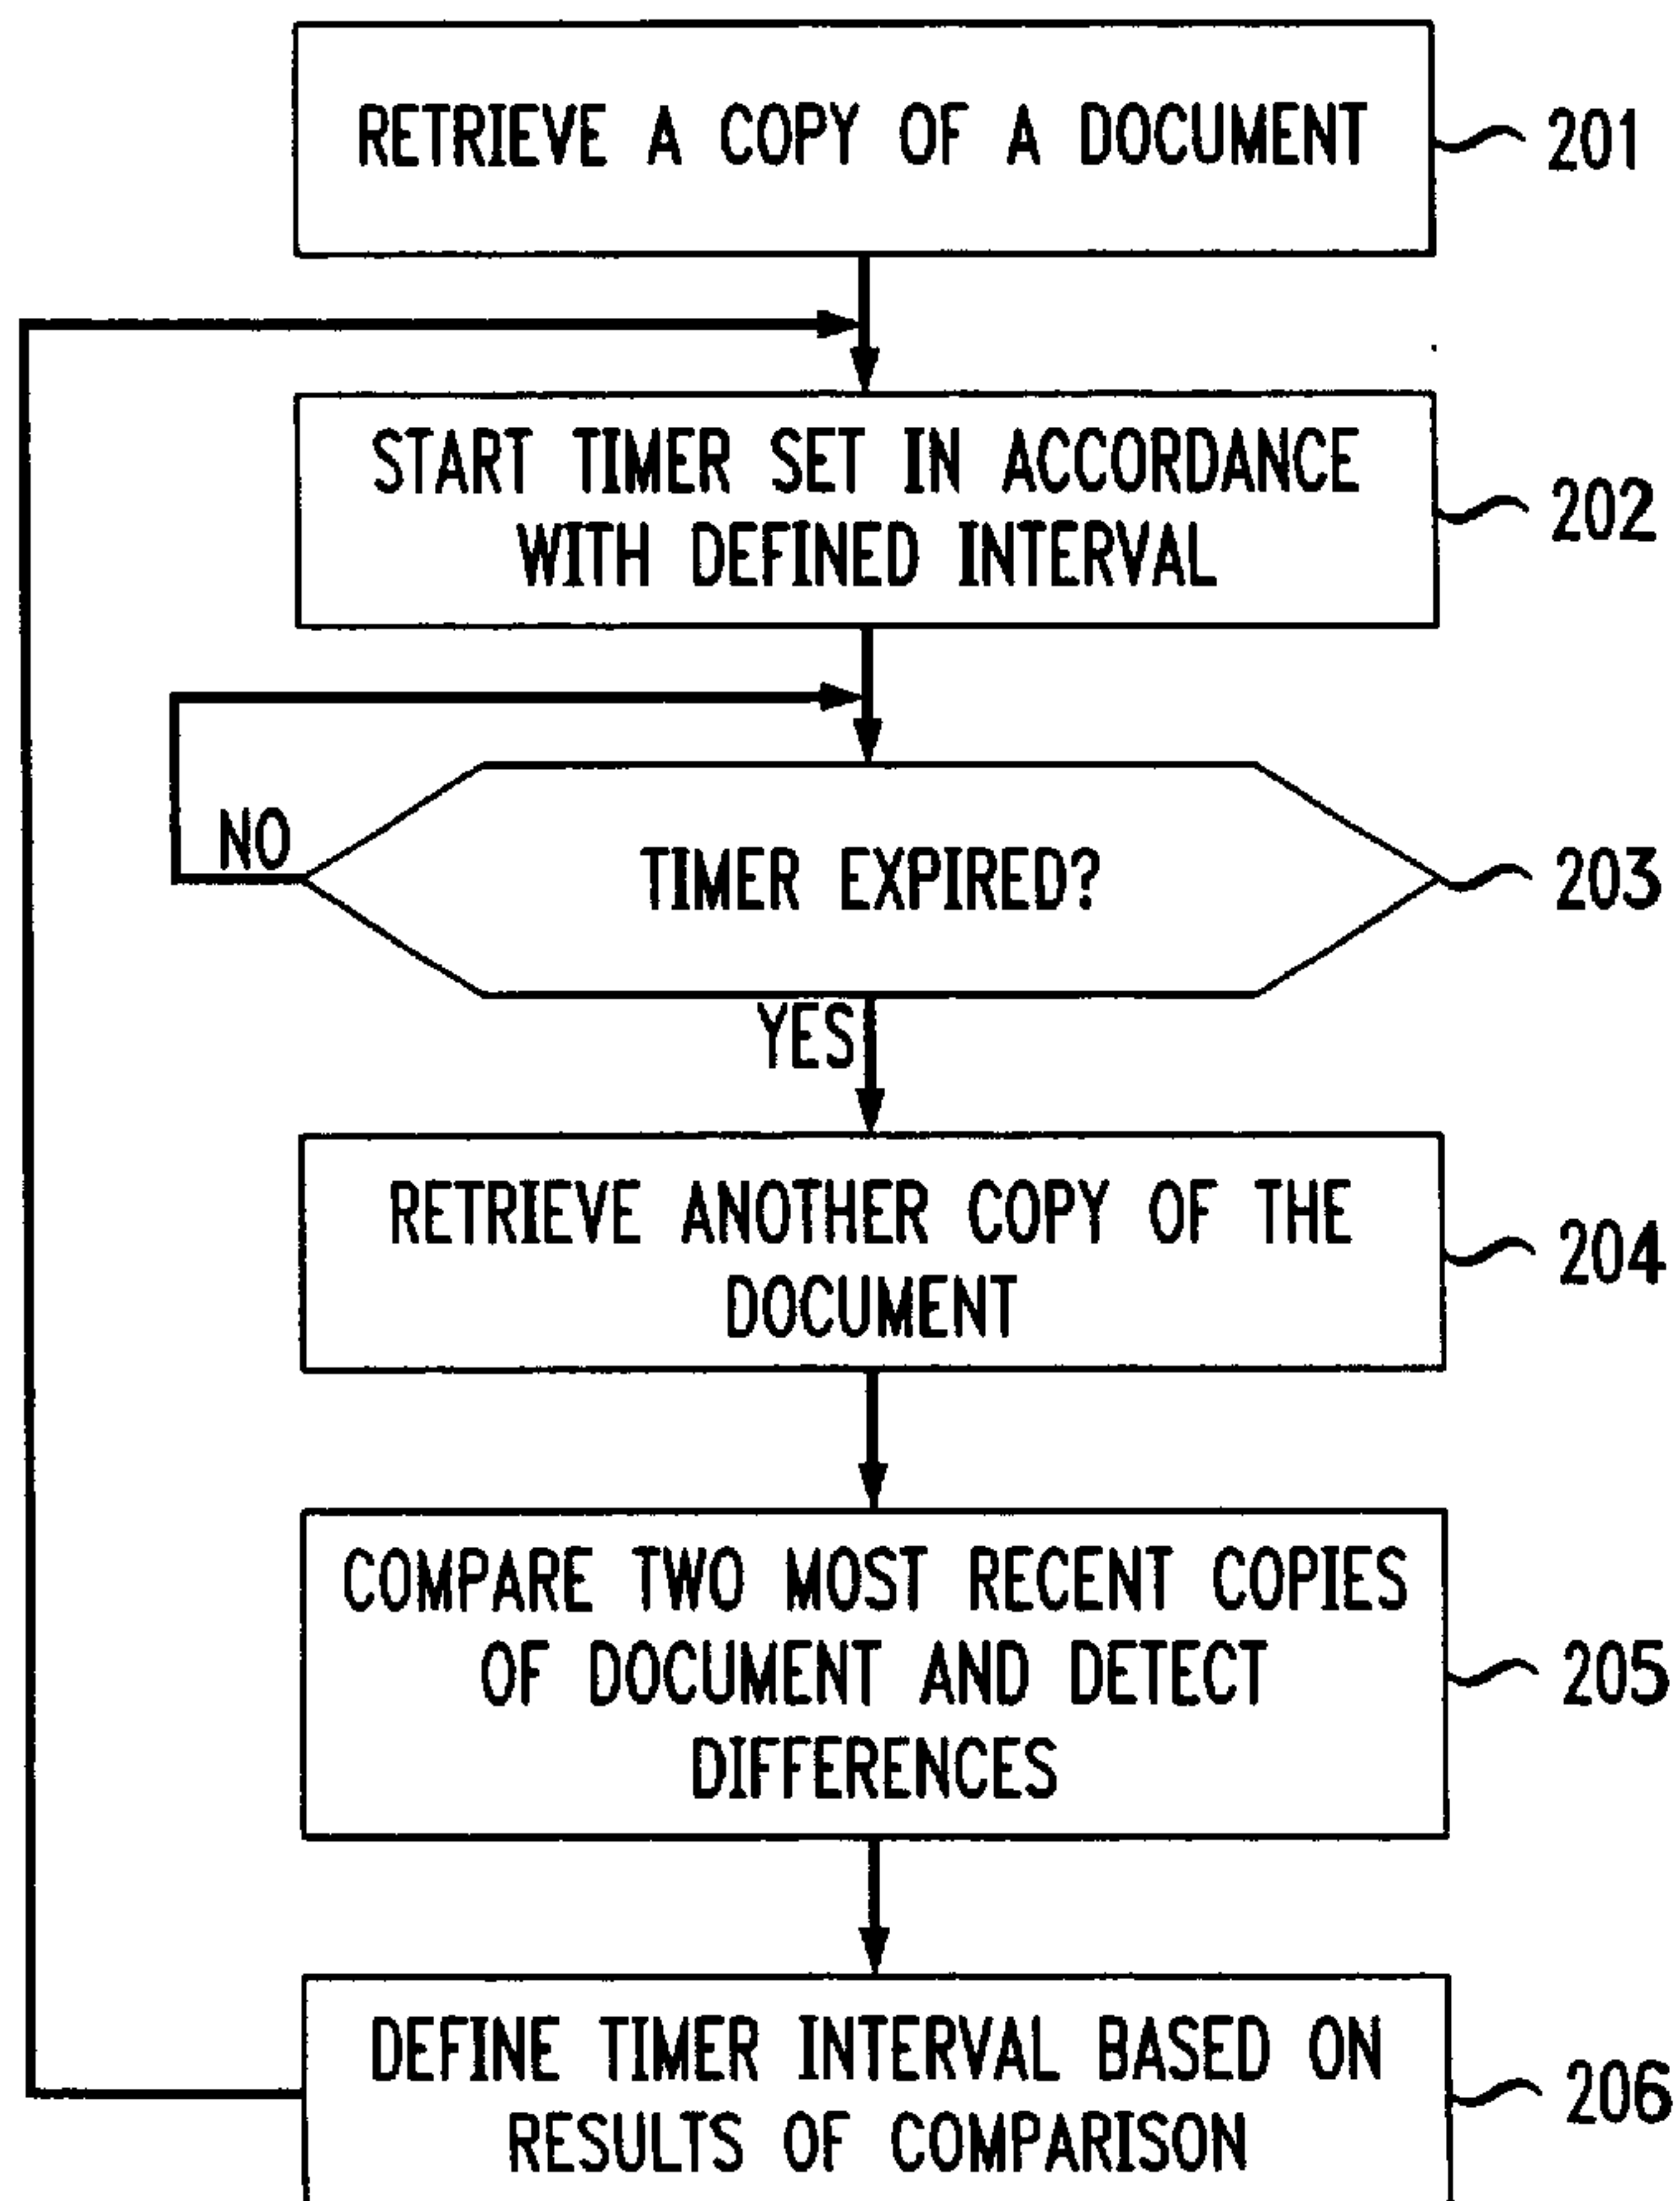 RETRIEVE A COPY OF A DOCUMENT
201
START TIMER SET IN ACCORDANCE
WITH DEFINED INTERVAL
202
NO
TIMER EXPIRED?
203
YES
RETRIEVE ANOTHER COPY OF THE
DOCUMENT
204
COMPARE TWO MOST RECENT COPIES
OF DOCUMENT AND DETECT
DIFFERENCES
205
DEFINE TIMER INTERVAL BASED ON
RESULTS OF COMPARISON
206